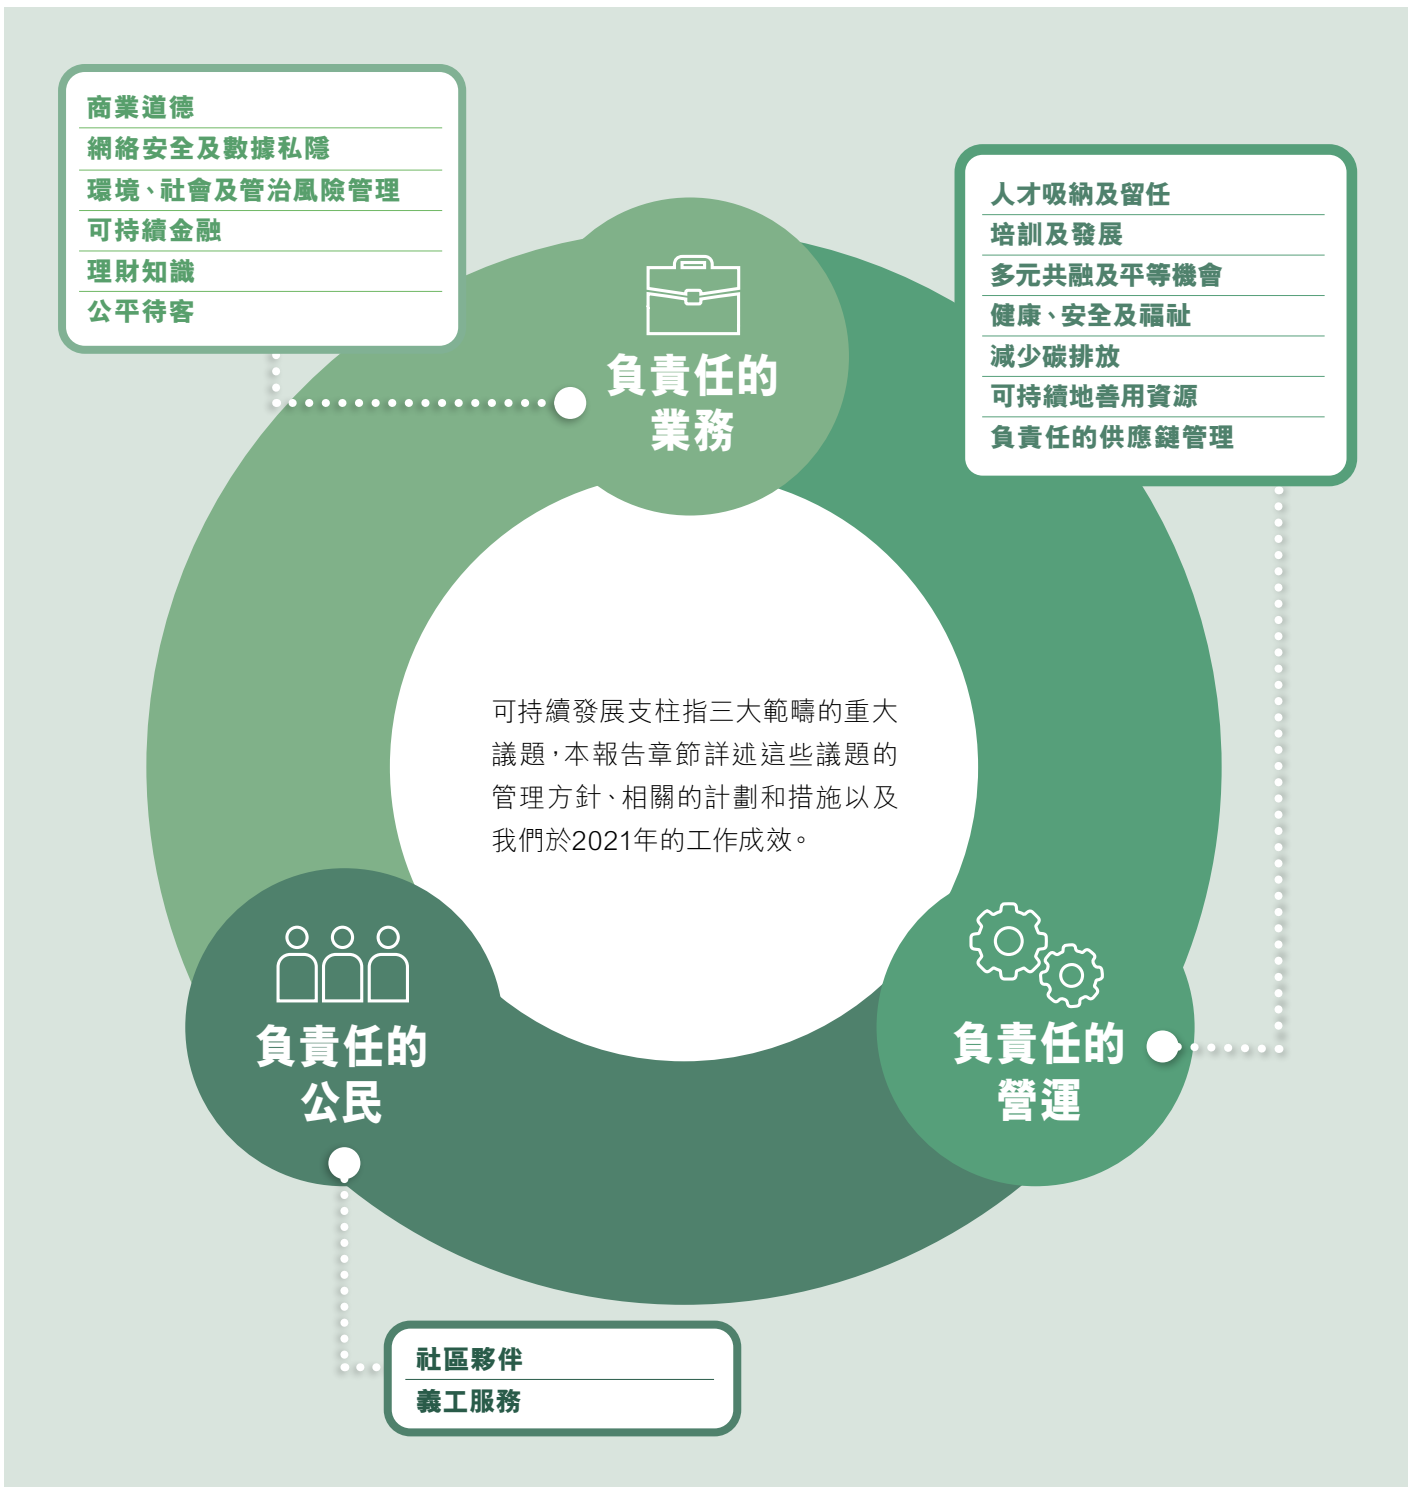 商業道德
網絡安全及數據私隱
環境、社會及管治風險管理
可持續金融
理財知識
公平待客
人才吸納及留任
培訓及發展
多元共融及平等機會
健康、安全及福祉
減少碳排放
可持續地善用資源
負責任的供應鏈管理
負責任的
業務
可持續發展支柱指三大範疇的重大
議題，本報告章節詳述這些議題的
管理方針、相關的計劃和措施以及
我們於2021年的工作成效。
負責任的
公民
負責任的
營運
社區夥伴
義工服務